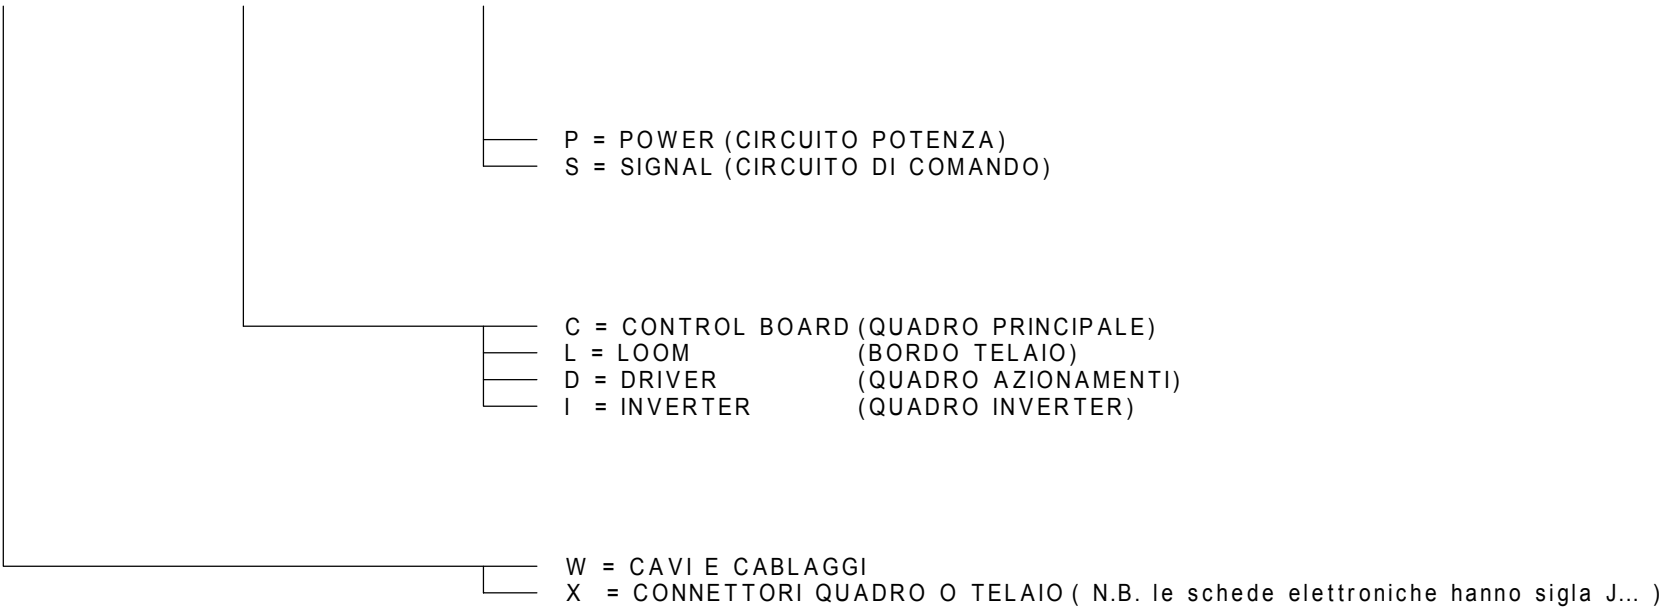 P = POWER (CIRCUITO POTENZA)
S = SIGNAL (CIRCUITO DI COMANDO)
C = CONTROL BOARD (QUADRO PRINCIPALE)
L = LOOM (BORDO TELAIO)
D = DRIVER (QUADRO AZIONAMENTI)
I = INVERTER (QUADRO INVERTER)
W = CAVI E CABLAGGI
X = CONNETTORI QUADRO O TELAIO ( N.B. le schede elettroniche hanno sigla J... )